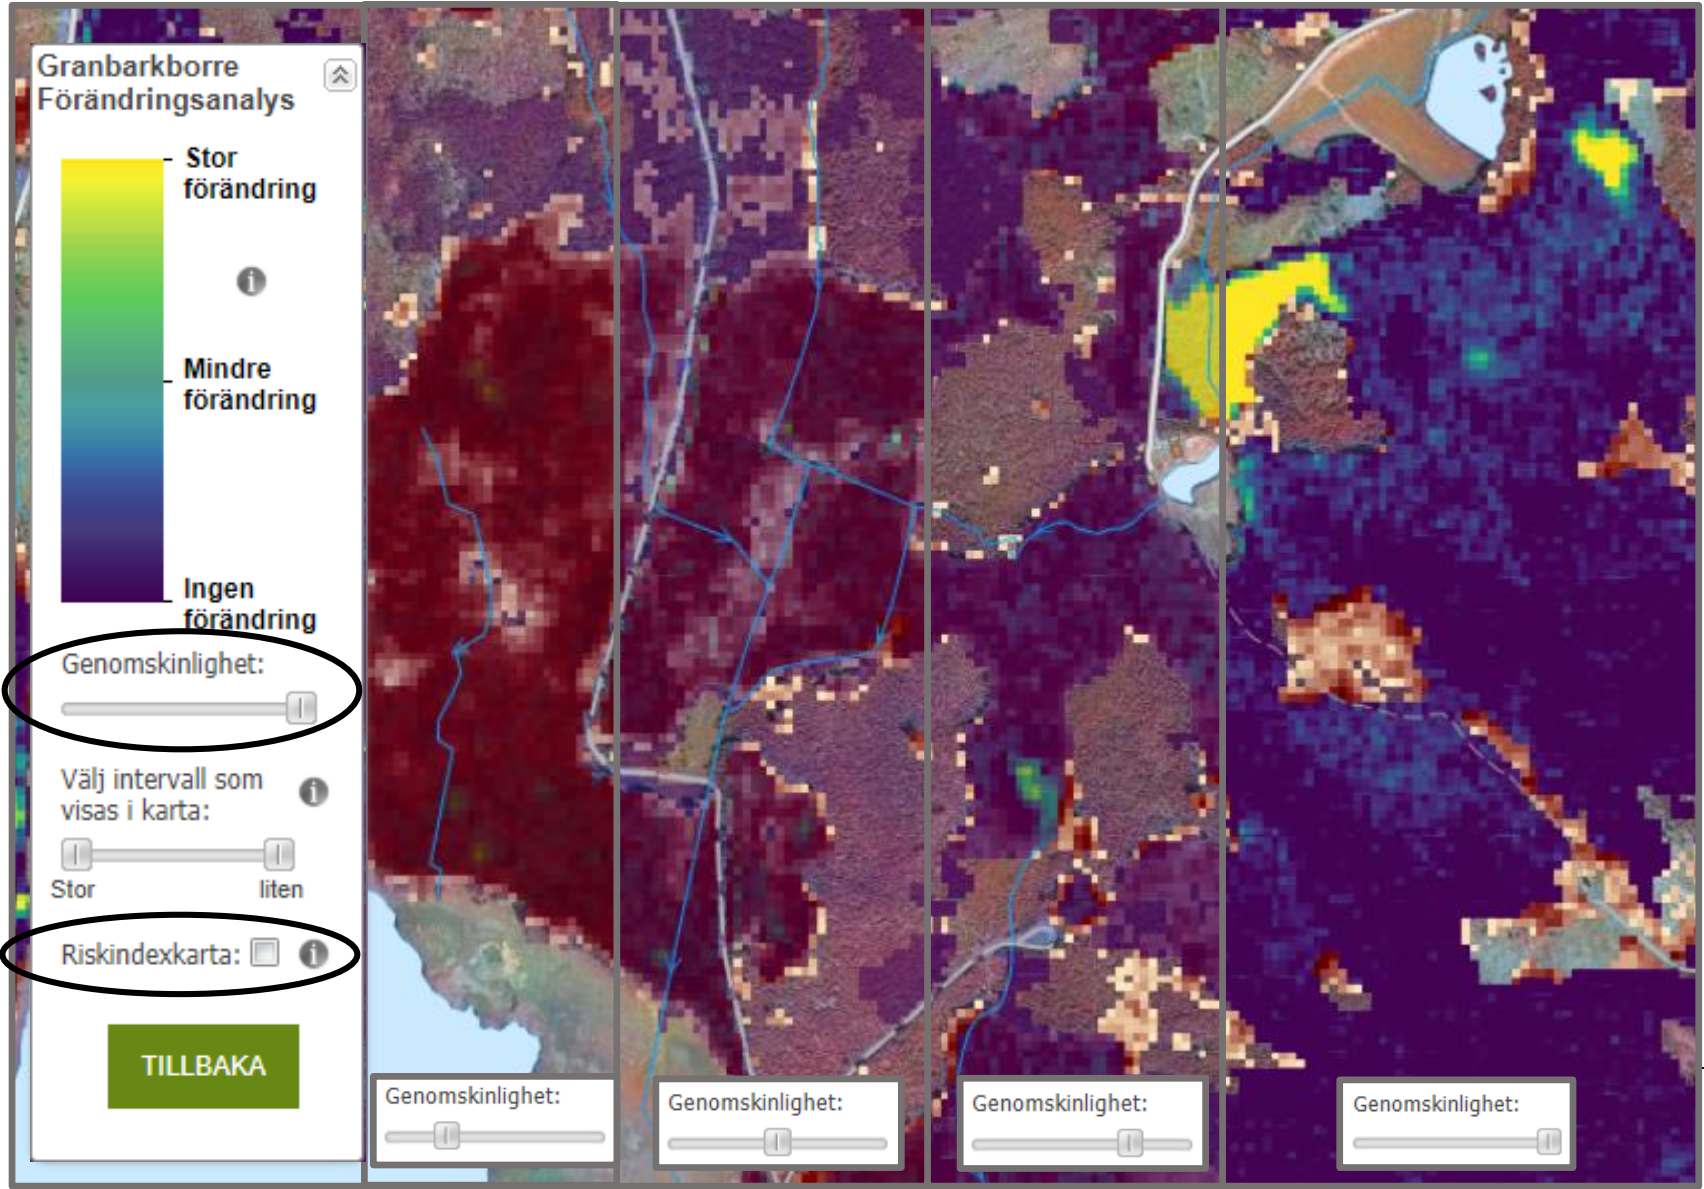 Granbarkborre
Förändringsanalys
Stor
förändring
Mindre
förändring
Ingen
förändring
Genomskinlighet:
Välj intervall som
visas i karta:
Stor liten
Riskindexkarta:
TILLBAKA
Genomskinlighet:
Genomskinlighet:
Genomskinlighet:
Genomskinlighet: